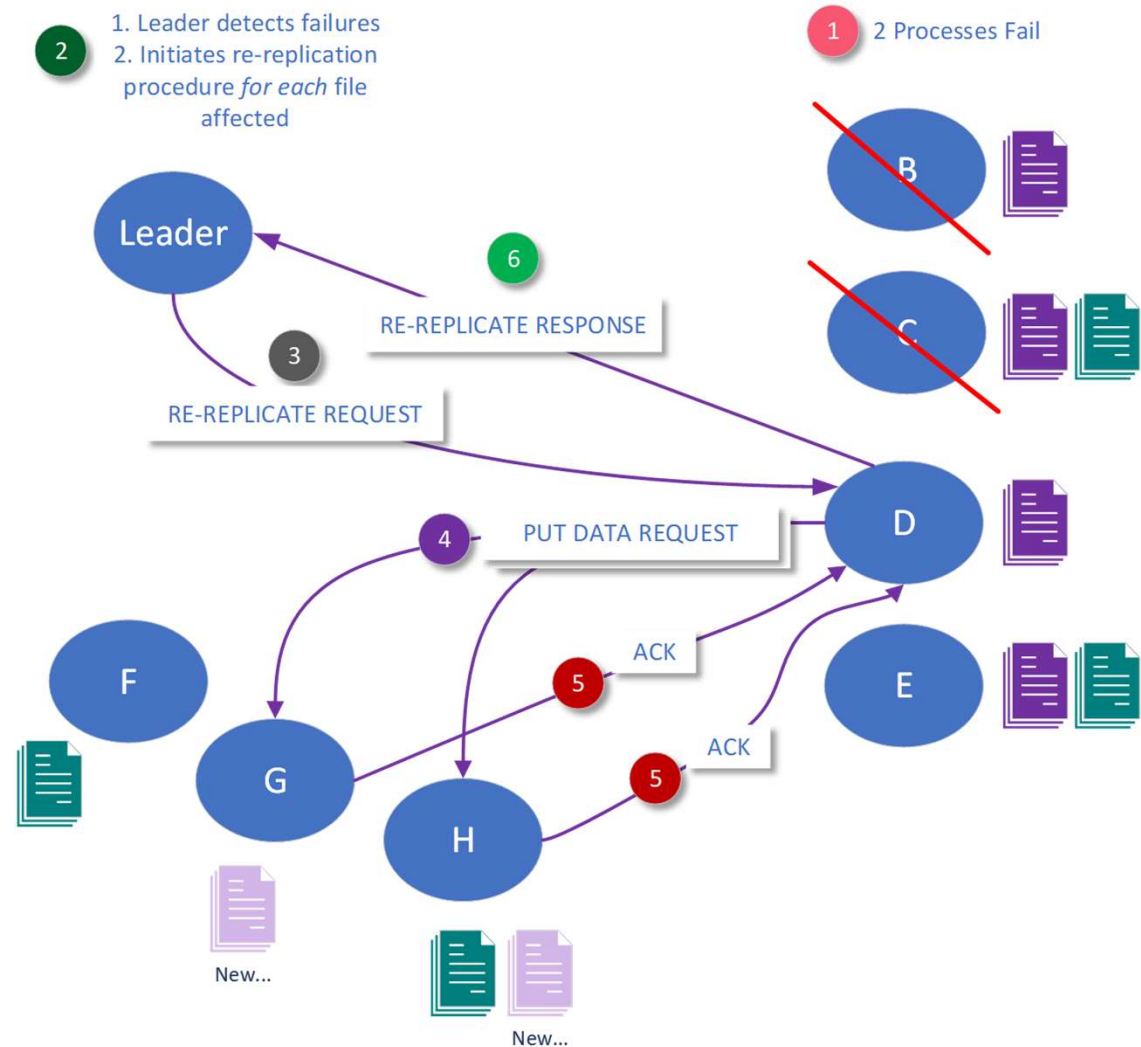 2
1. Leader detects failures
2. Initiates re-replication
procedure for each file
affected
1
2 Processes Fail
B
Leader
6
C
RE-REPLICATE RESPONSE
3
RE-REPLICATE REQUEST
D
4
PUT DATA REQUEST
ACK
F
5
E
G
ACK
5
H
New...
New...